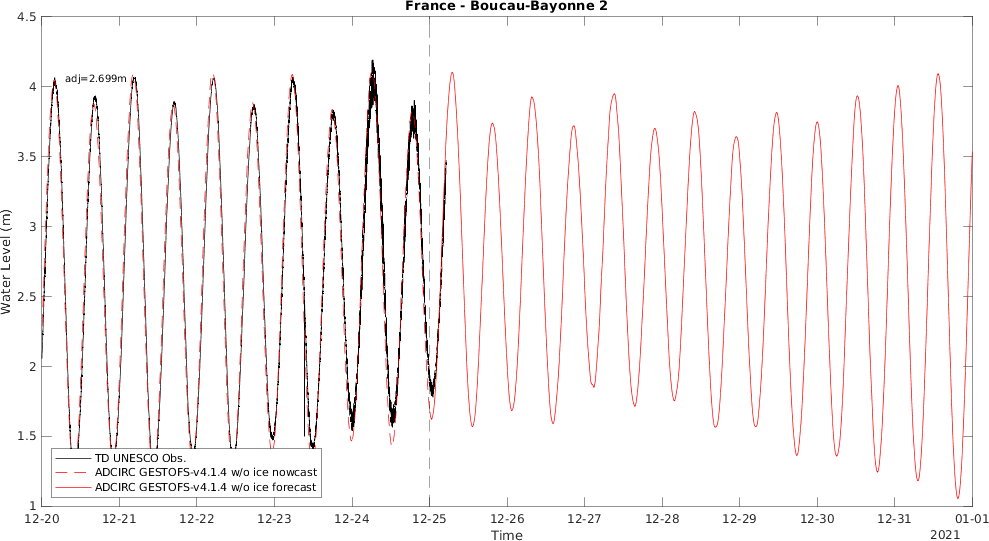 France - Boucau-Bayonne 2
4.5
4
3.5
3
2.5
2
1.5
1
Water Level (m)
adj=2.699m
TD UNESCO Obs.
ADCIRC GESTOFS-v4.1.4 w/o ice nowcast
ADCIRC GESTOFS-v4.1.4 w/o ice forecast
12-20 12-21 12-22 12-23 12-24 12-25 12-26 12-27 12-28 12-29 12-30 12-31 01-01
Time
2021